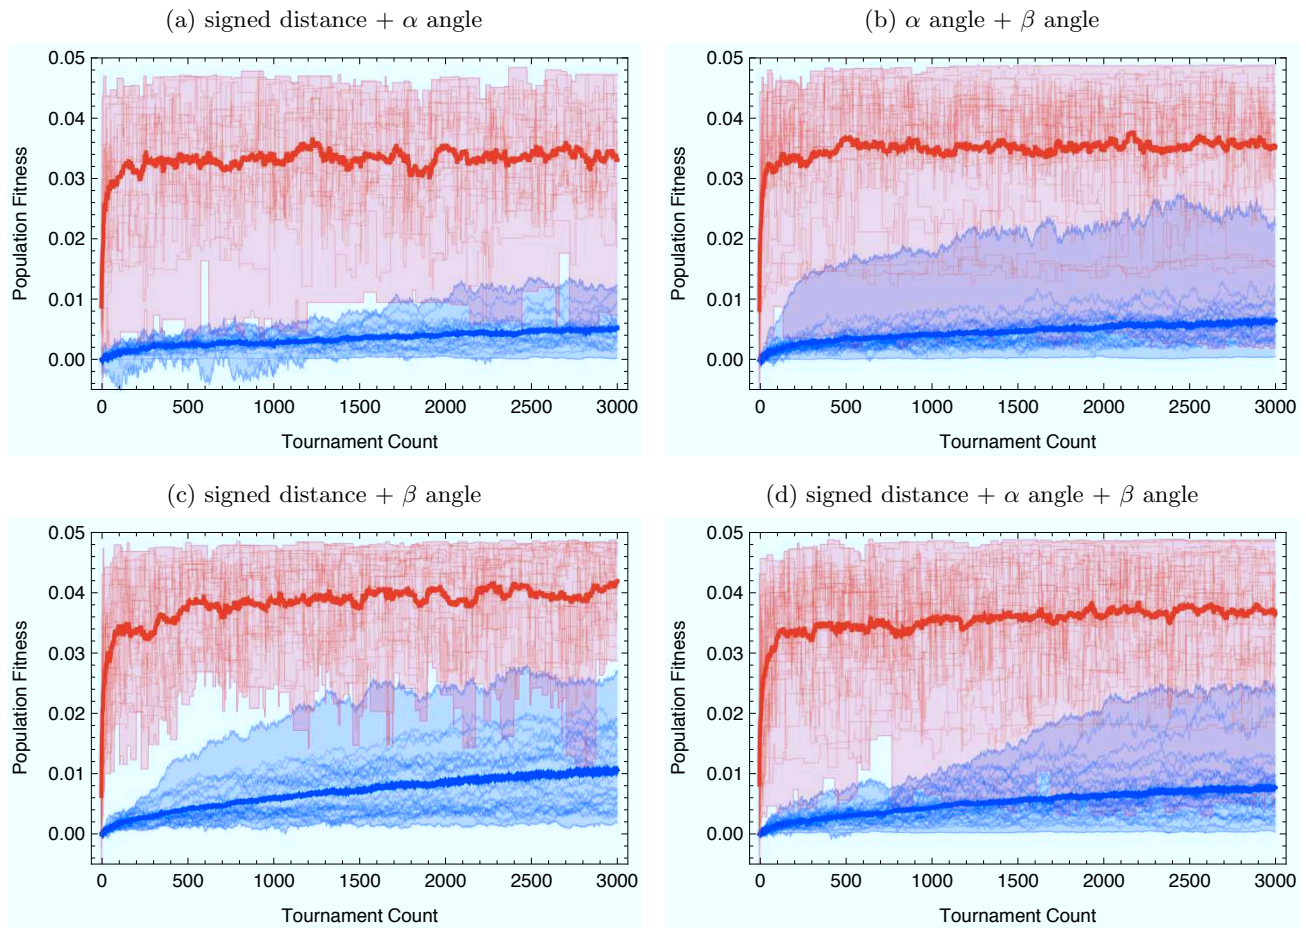 (a) signed distance + α angle
(b) α angle + β angle
0.05
0.04
0.03
0.02
0.01
0.00
Population Fitness
0 500 1000 1500 2000 2500 3000
Tournament Count
0.05
0.04
0.03
0.02
0.01
0.00
Population Fitness
0 500 1000 1500 2000 2500 3000
Tournament Count
(c) signed distance + β angle
(d) signed distance + α angle + β angle
0.05
0.04
0.03
0.02
0.01
0.00
Population Fitness
0 500 1000 1500 2000 2500 3000
Tournament Count
0.05
0.04
0.03
0.02
0.01
0.00
Population Fitness
0 500 1000 1500 2000 2500 3000
Tournament Count